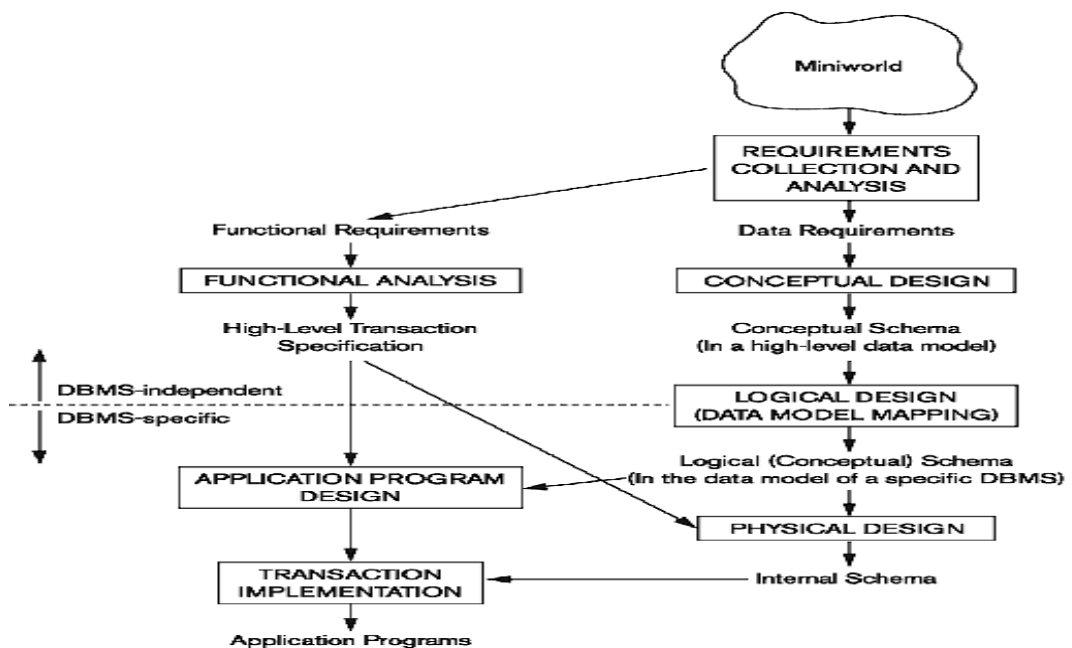 Miniworld
REQUIREMENTS
COLLECTION AND
ANALYSIS
Functional Requirements
Data Requirements
FUNCTIONAL ANALYSIS
CONCEPTUAL DESIGN
High-Level Transaction
Specification
Conceptual Schema
(In a high-level data model)
DBMS-independent
DBMS-specific
LOGICAL DESIGN
(DATA MODEL MAPPING)
APPLICATION PROGRAM
DESIGN
Logical (Conceptual) Schema
(In the data model of a specific DBMS)
PHYSICAL DESIGN
TRANSACTION
IMPLEMENTATION
Internal Schema
Application Programs